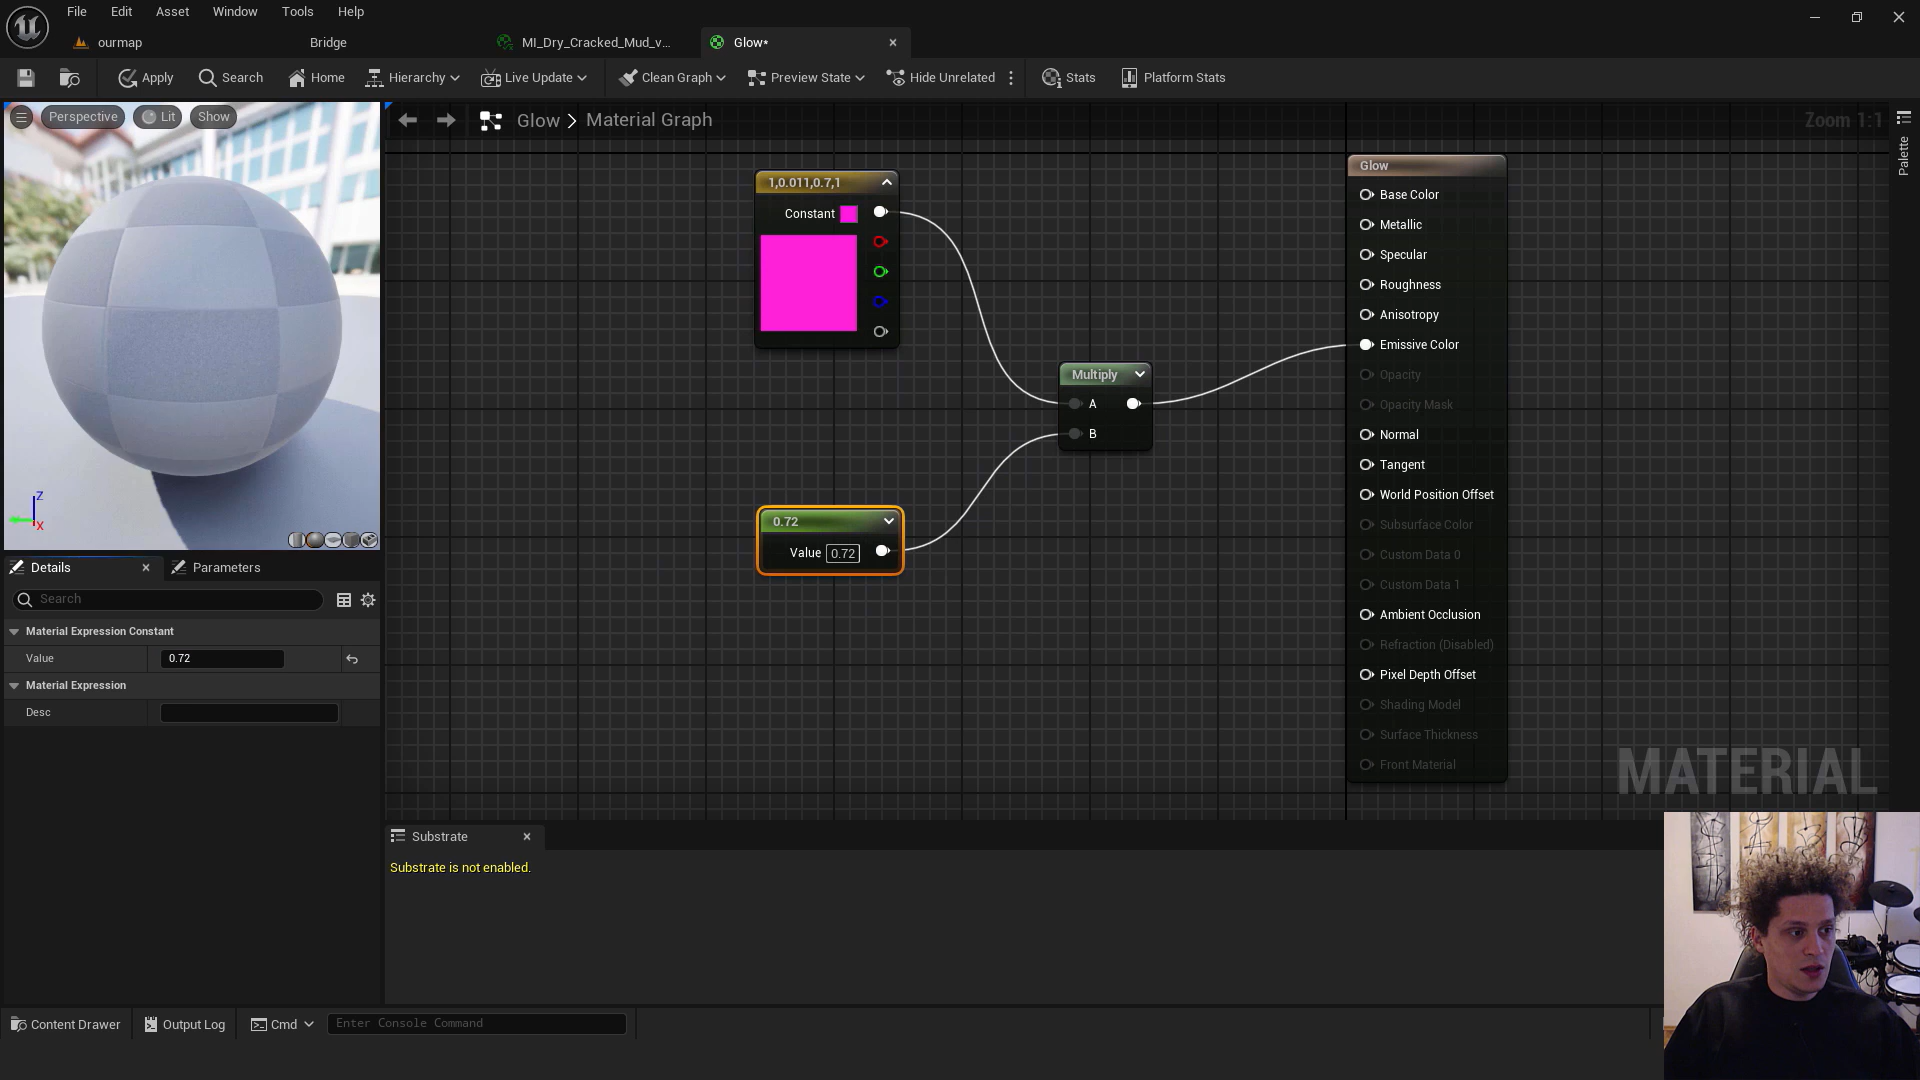 File Edit Asset Window Tools Help
ourmap Bridge MI_Dry_Cracked_Mud_v... Glow*
Apply Search Home Hierarchy Live Update Clean Graph Preview State Hide Unrelated Stats Platform Stats
Perspective Lit Show
Glow > Material Graph
Zoom 1:1
Palette
1,0.011,0.7,1
Constant
Multiply
A
B
0.72
Value 0.72
Glow
Base Color
Metallic
Specular
Roughness
Anisotropy
Emissive Color
Opacity
Opacity Mask
Normal
Tangent
World Position Offset
Subsurface Color
Custom Data 0
Custom Data 1
Ambient Occlusion
Refraction (Disabled)
Pixel Depth Offset
Shading Model
Surface Thickness
Front Material
MATERIAL
Z
X
Details Parameters
Search
Material Expression Constant
Value 0.72
Material Expression
Desc
Substrate
Substrate is not enabled.
Content Drawer Output Log Cmd Enter Console Command